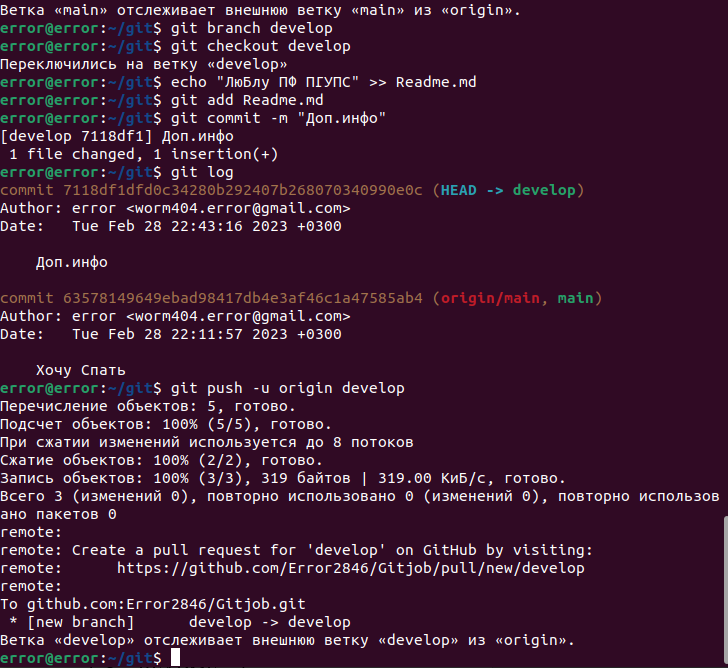 Ветка «main» отслеживает внешнюю ветку «main» из «origin».
error@error:~/git$ git branch develop
error@error:~/git$ git checkout develop
Переключились на ветку «develop»
error@error:~/git$ echo "ЛюБлу ПФ ПГУПС" >> Readme.md
error@error:~/git$ git add Readme.md
error@error:~/git$ git commit -m "Доп.инфо"
[develop 7118df1] Доп.инфо
 1 file changed, 1 insertion(+)
error@error:~/git$ git log
commit 7118df1dfd0c34280b292407b268070340990e0c (HEAD -> develop)
Author: error <worm404.error@gmail.com>
Date:   Tue Feb 28 22:43:16 2023 +0300

    Доп.инфо

commit 63578149649ebad98417db4e3af46c1a47585ab4 (origin/main, main)
Author: error <worm404.error@gmail.com>
Date:   Tue Feb 28 22:11:57 2023 +0300

    Хочу Спать
error@error:~/git$ git push -u origin develop
Перечисление объектов: 5, готово.
Подсчет объектов: 100% (5/5), готово.
При сжатии изменений используется до 8 потоков
Сжатие объектов: 100% (2/2), готово.
Запись объектов: 100% (3/3), 319 байтов | 319.00 КиБ/с, готово.
Всего 3 (изменений 0), повторно использовано 0 (изменений 0), повторно использов
ано пакетов 0
remote:
remote: Create a pull request for 'develop' on GitHub by visiting:
remote:      https://github.com/Error2846/Gitjob/pull/new/develop
remote:
To github.com:Error2846/Gitjob.git
 * [new branch]      develop -> develop
Ветка «develop» отслеживает внешнюю ветку «develop» из «origin».
error@error:~/git$